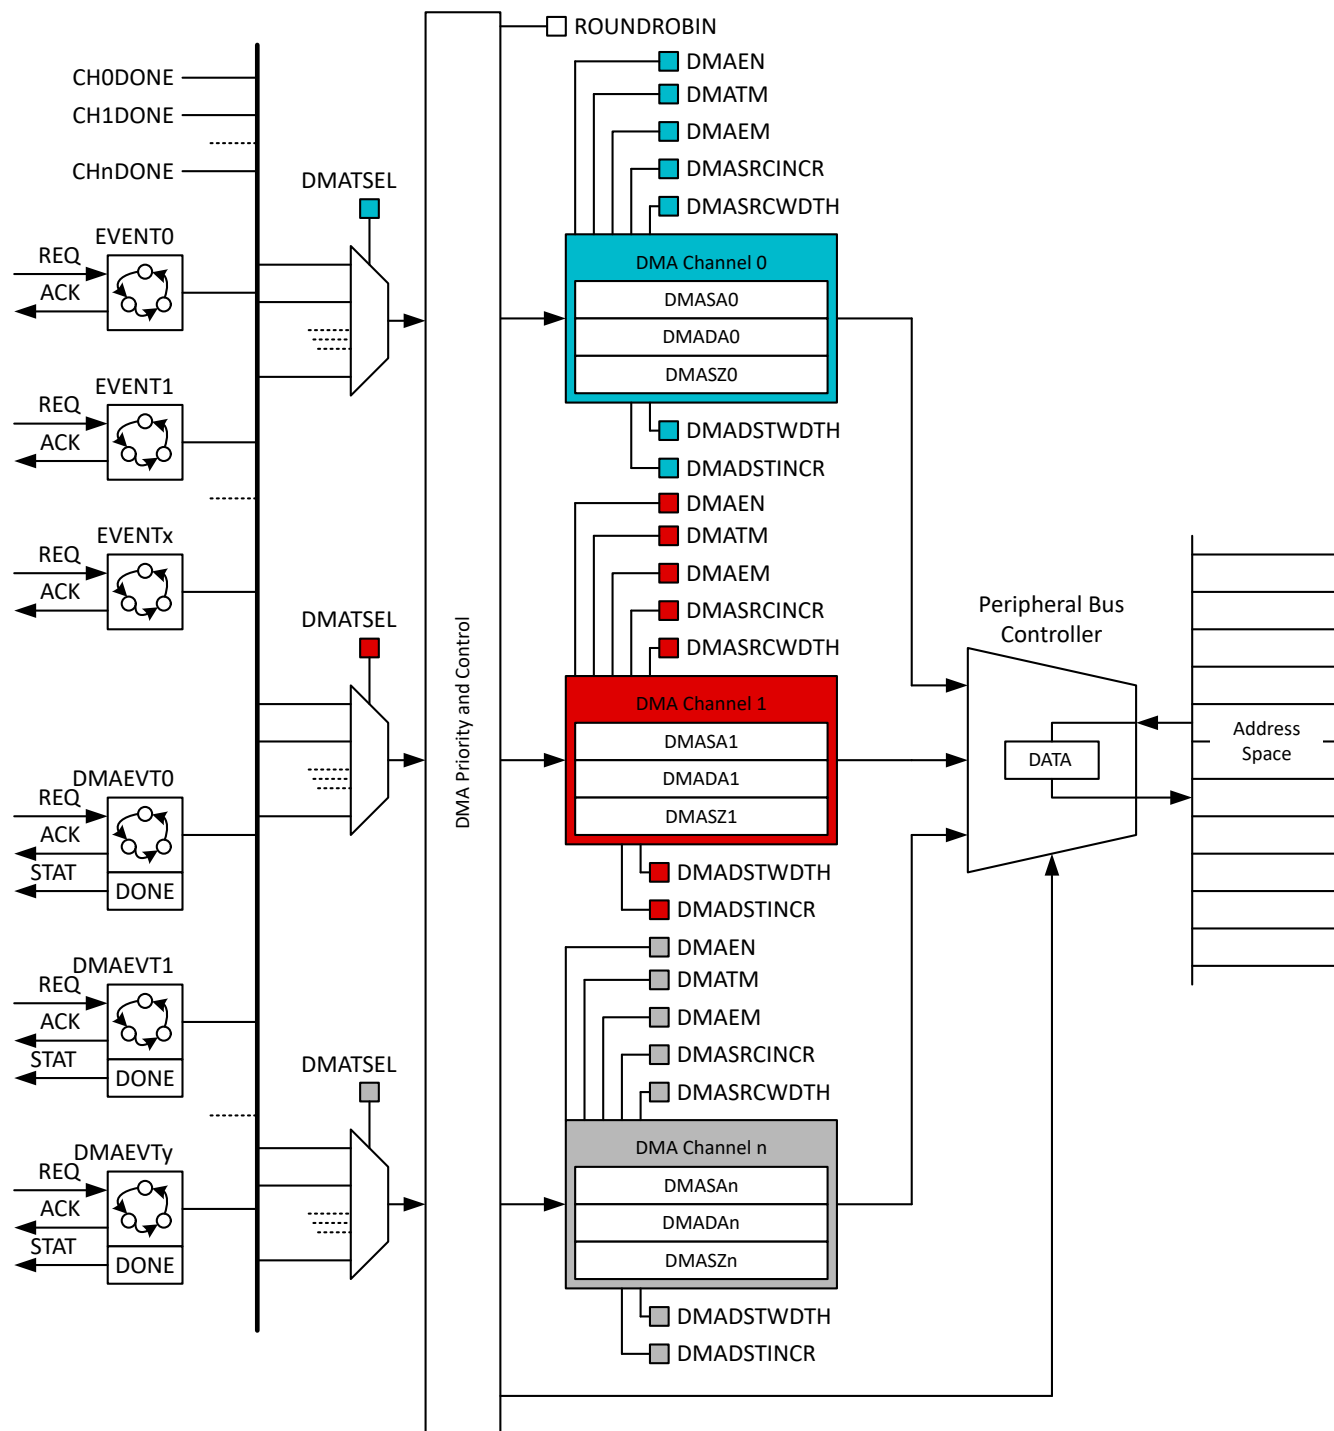 ROUNDROBIN
CH0DONE
CH1DONE
CHnDONE
EVENT0
REQ
ACK
EVENT1
REQ
ACK
EVENTx
REQ
ACK
DMAEVT0
REQ
ACK
STAT
DONE
DMAEVT1
REQ
ACK
STAT
DONE
DMAEVTy
REQ
ACK
STAT
DONE
DMATSEL
DMATSEL
DMATSEL
DMA Priority and Control
DMAEN
DMATM
DMAEM
DMASRCINCR
DMASRCWDTH
DMA Channel 0
DMASA0
DMADA0
DMASZ0
DMADSTWDTH
DMADSTINCR
DMAEN
DMATM
DMAEM
DMASRCINCR
DMASRCWDTH
DMA Channel 1
DMASA1
DMADA1
DMASZ1
DMADSTWDTH
DMADSTINCR
DMAEN
DMATM
DMAEM
DMASRCINCR
DMASRCWDTH
DMA Channel n
DMASAn
DMADAn
DMASZn
DMADSTWDTH
DMADSTINCR
Peripheral Bus
Controller
DATA
Address
Space